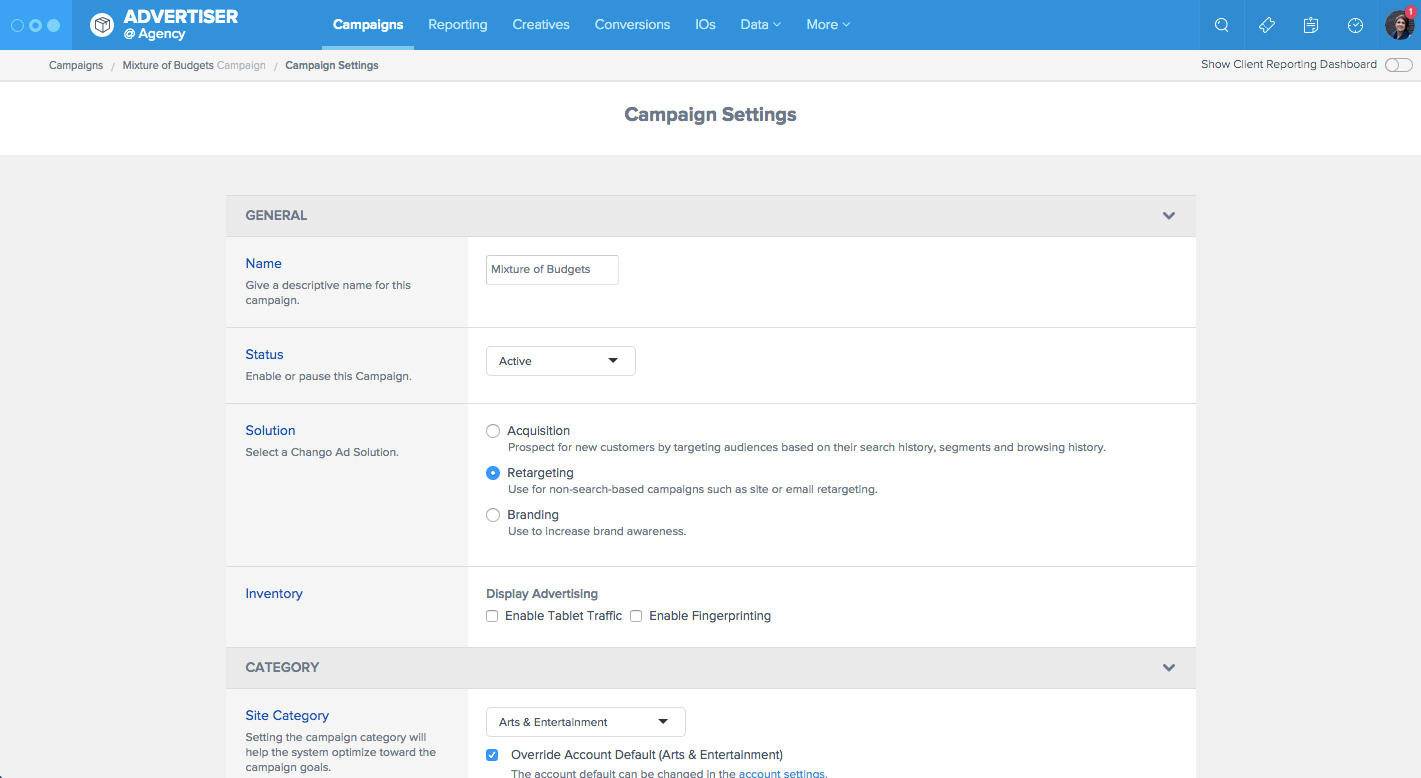 ADVERTISER
@ Agency
Campaigns Reporting Creatives Conversions IOs Data More
1
Campaigns / Mixture of Budgets Campaign / Campaign Settings
Show Client Reporting Dashboard
Campaign Settings
GENERAL
Name
Give a descriptive name for this
campaign.
Mixture of Budgets
Status
Enable or pause this Campaign.
Active
Solution
Select a Chango Ad Solution.
Acquisition
Prospect for new customers by targeting audiences based on their search history, segments and browsing history.
Retargeting
Use for non-search-based campaigns such as site or email retargeting.
Branding
Use to increase brand awareness.
Inventory
Display Advertising
Enable Tablet Traffic Enable Fingerprinting
CATEGORY
Site Category
Setting the campaign category will
help the system optimize toward the
campaign goals.
Arts & Entertainment
Override Account Default (Arts & Entertainment)
The account default can be changed in the account settings.